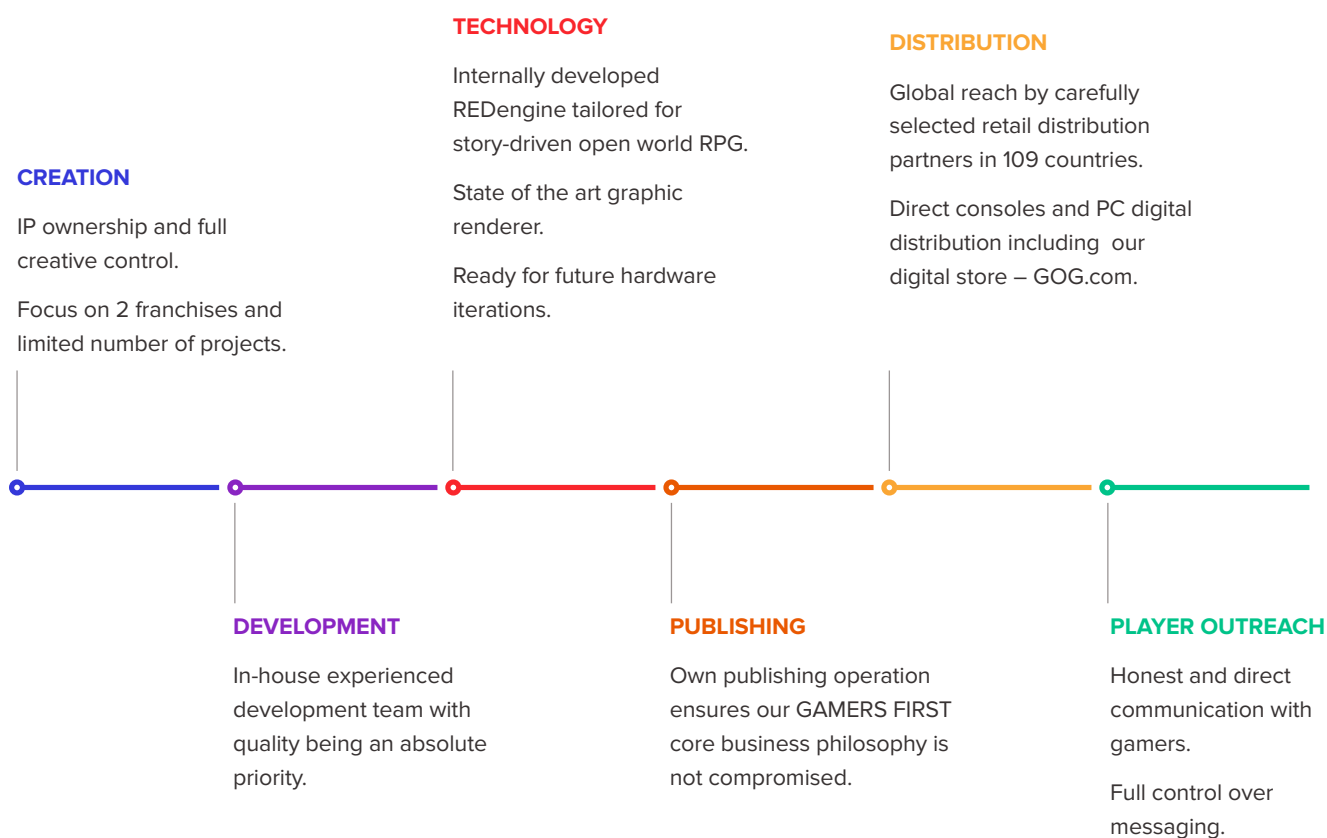 CREATION
IP ownership and full
creative control.
Focus on 2 franchises and
limited number of projects.
DEVELOPMENT
In-house experienced
development team with
quality being an absolute
priority.
TECHNOLOGY
Internally developed
REDengine tailored for
story-driven open world RPG.
State of the art graphic
renderer.
Ready for future hardware
iterations.
PUBLISHING
Own publishing operation
ensures our GAMERS FIRST
core business philosophy is
not compromised.
DISTRIBUTION
Global reach by carefully
selected retail distribution
partners in 109 countries.
Direct consoles and PC digital
distribution including our
digital store – GOG.com.
PLAYER OUTREACH
Honest and direct
communication with
gamers.
Full control over
messaging.